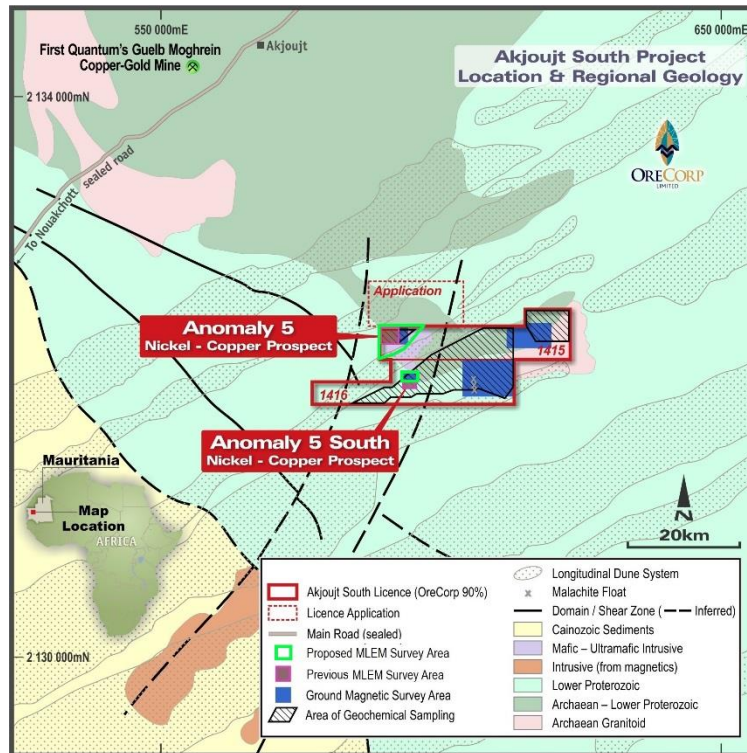 550 000mE
650 000mE
First Quantum's Guelb Moghrein
Copper-Gold Mine
Akjoujt
Akjoujt South Project
Location & Regional Geology
2 134 000mN
ORECORP
LIMITED
To Nouakchott sealed road
Application
Anomaly 5
Nickel - Copper Prospect
1415
1416
Anomaly 5 South
Nickel - Copper Prospect
Mauritania
Map
Location
AFRICA
N
20km
2 130 000mN
Akjoujt South Licence (OreCorp 90%)
Licence Application
Main Road (sealed)
Proposed MLEM Survey Area
Previous MLEM Survey Area
Ground Magnetic Survey Area
Area of Geochemical Sampling
Longitudinal Dune System
Malachite Float
Domain / Shear Zone ( Inferred)
Cainozoic Sediments
Mafic – Ultramafic Intrusive
Intrusive (from magnetics)
Lower Proterozoic
Archaean – Lower Proterozoic
Archaean Granitoid